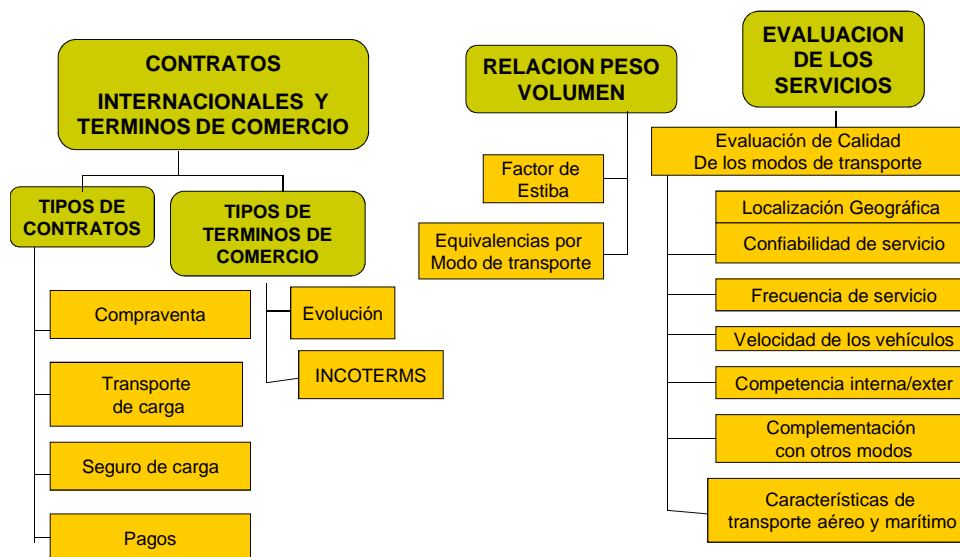 CONTRATOS
INTERNACIONALES Y
TERMINOS DE COMERCIO
TIPOS DE
CONTRATOS
Compraventa
Transporte
de carga
Seguro de carga
Pagos
TIPOS DE
TERMINOS DE
COMERCIO
Evolución
INCOTERMS
RELACION PESO
VOLUMEN
Factor de
Estiba
Equivalencias por
Modo de transporte
EVALUACION
DE LOS
SERVICIOS
Evaluación de Calidad
De los modos de transporte
Localización Geográfica
Confiabilidad de servicio
Frecuencia de servicio
Velocidad de los vehículos
Competencia interna/exter
Complementación
con otros modos
Características de
transporte aéreo y marítimo